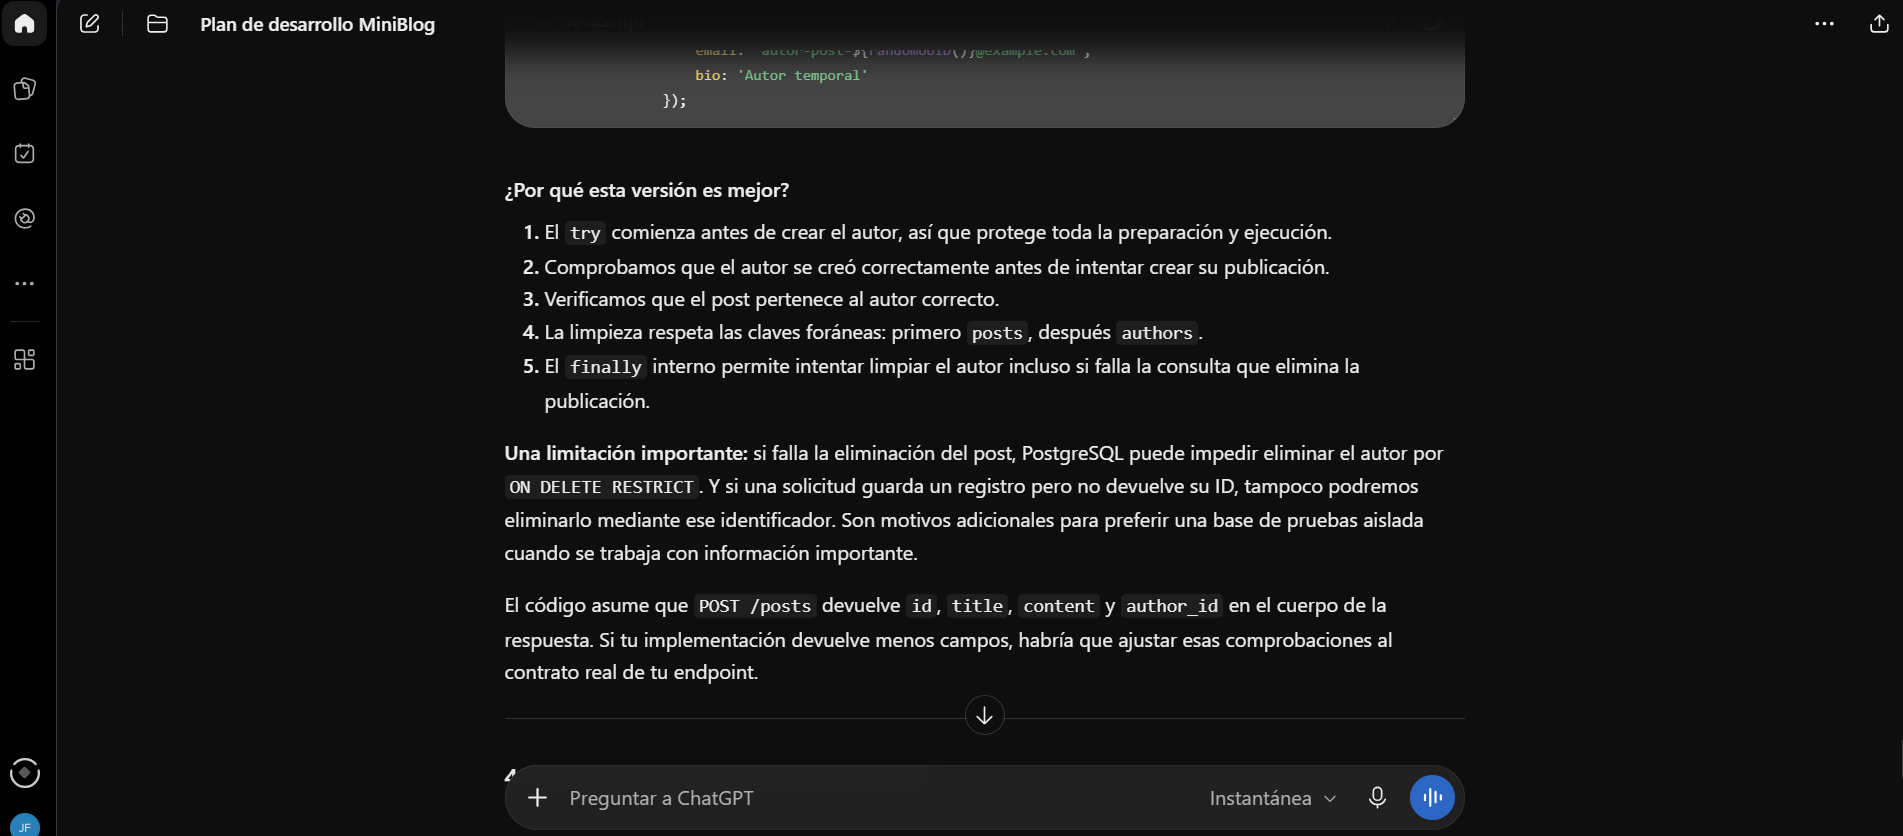 Plan de desarrollo MiniBlog
JavaScript
email: `autor-post-${randomUUID()}@example.com`,
bio: 'Autor temporal'
});
¿Por qué esta versión es mejor?
1. El try comienza antes de crear el autor, así que protege toda la preparación y ejecución.
2. Comprobamos que el autor se creó correctamente antes de intentar crear su publicación.
3. Verificamos que el post pertenece al autor correcto.
4. La limpieza respeta las claves foráneas: primero posts, después authors.
5. El finally interno permite intentar limpiar el autor incluso si falla la consulta que elimina la
publicación.
Una limitación importante: si falla la eliminación del post, PostgreSQL puede impedir eliminar el autor por
ON DELETE RESTRICT. Y si una solicitud guarda un registro pero no devuelve su ID, tampoco podremos
eliminarlo mediante ese identificador. Son motivos adicionales para preferir una base de pruebas aislada
cuando se trabaja con información importante.
El código asume que POST /posts devuelve id, title, content y author_id en el cuerpo de la
respuesta. Si tu implementación devuelve menos campos, habría que ajustar esas comprobaciones al
contrato real de tu endpoint.
Preguntar a ChatGPT
Instantánea
JF